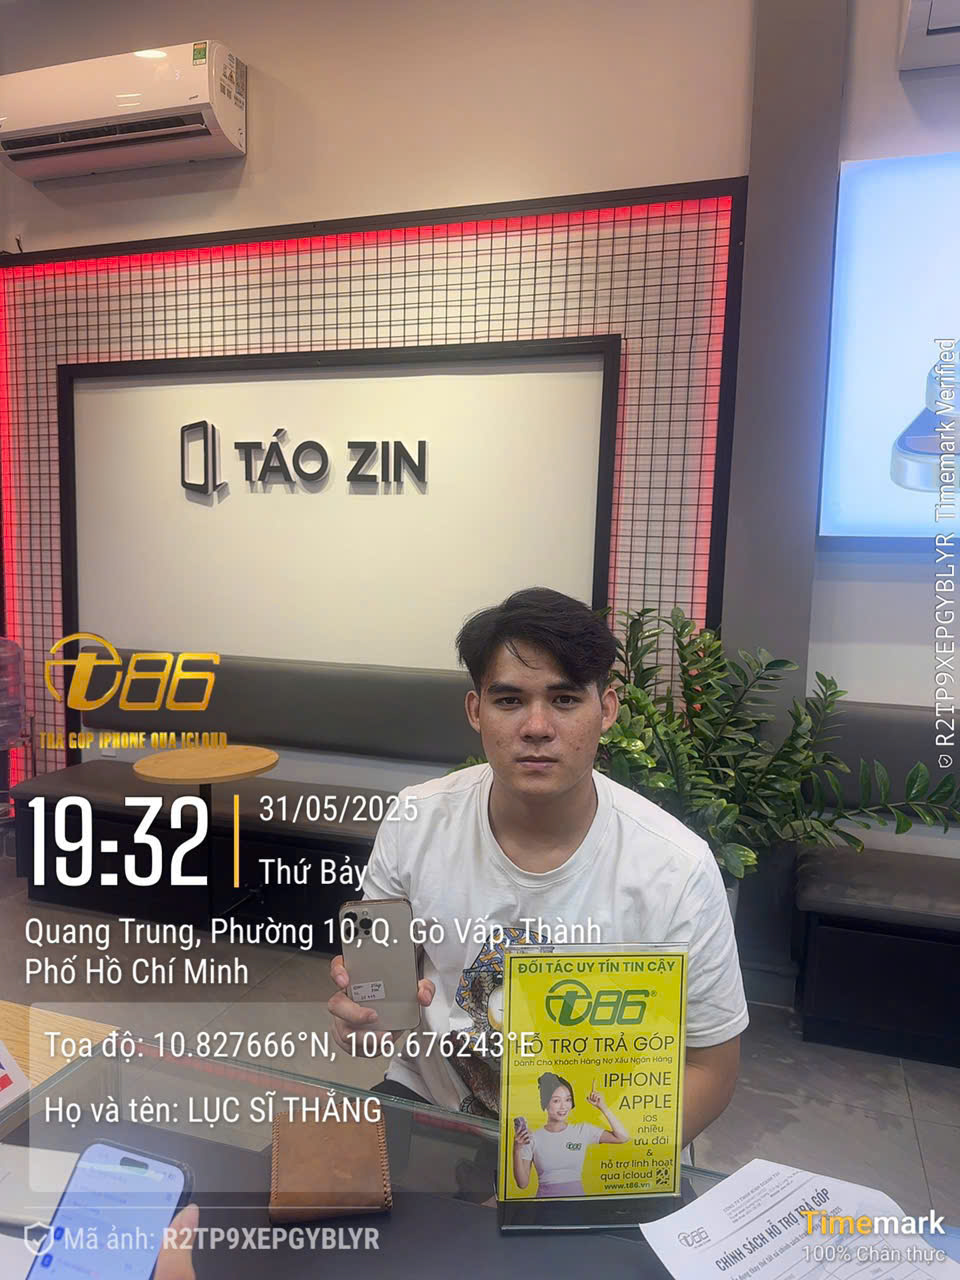 TÁO ZIN
t86
TRẢ GÓP IPHONE QUA ICLOUD
19:32
31/05/2025
Thứ Bảy
Quang Trung, Phường 10, Q. Gò Vấp, Thành
Phố Hồ Chí Minh
Tọa độ: 10.827666°N, 106.676243°E
Họ và tên: LỤC SĨ THẮNG
Mã ảnh: R2TP9XEPGYBLYR
R2TP9XEPGYBLYR Timemark Verified
ĐỐI TÁC UY TÍN TIN CẬY
t86®
HỖ TRỢ TRẢ GÓP
Dành Cho Khách Hàng Nợ Xấu Ngân Hàng
IPHONE
APPLE
ios
nhiều
ưu đãi
&
hỗ trợ linh hoạt
qua icloud
www.t86.vn
t86
t86
CHÍNH SÁCH HỖ TRỢ TRẢ GÓP
Timemark
100% Chân thực